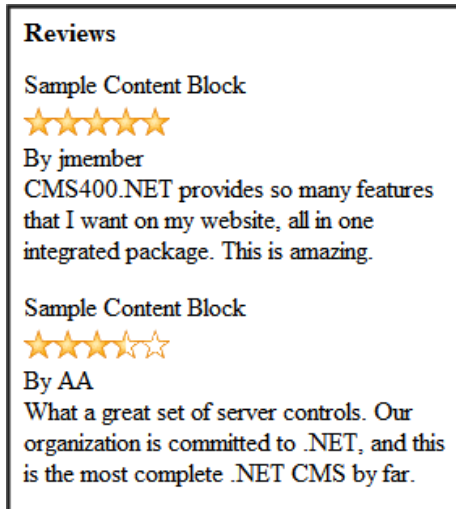 Reviews
Sample Content Block
By jmember
CMS400.NET provides so many features
that I want on my website, all in one
integrated package. This is amazing.
Sample Content Block
By AA
What a great set of server controls. Our
organization is committed to .NET, and this
is the most complete .NET CMS by far.